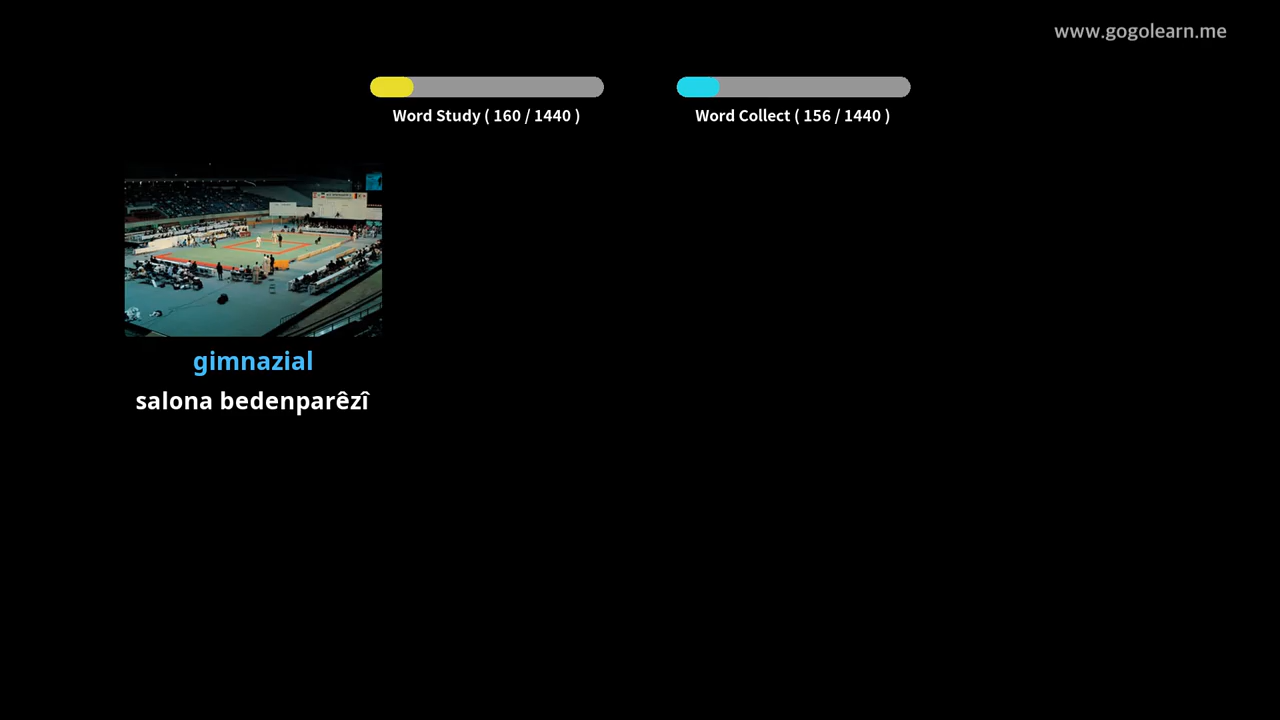 www.gogolearn.me
Word Study ( 160 / 1440 )
Word Collect ( 156 / 1440 )
gimnazial
salona bedenparêzî